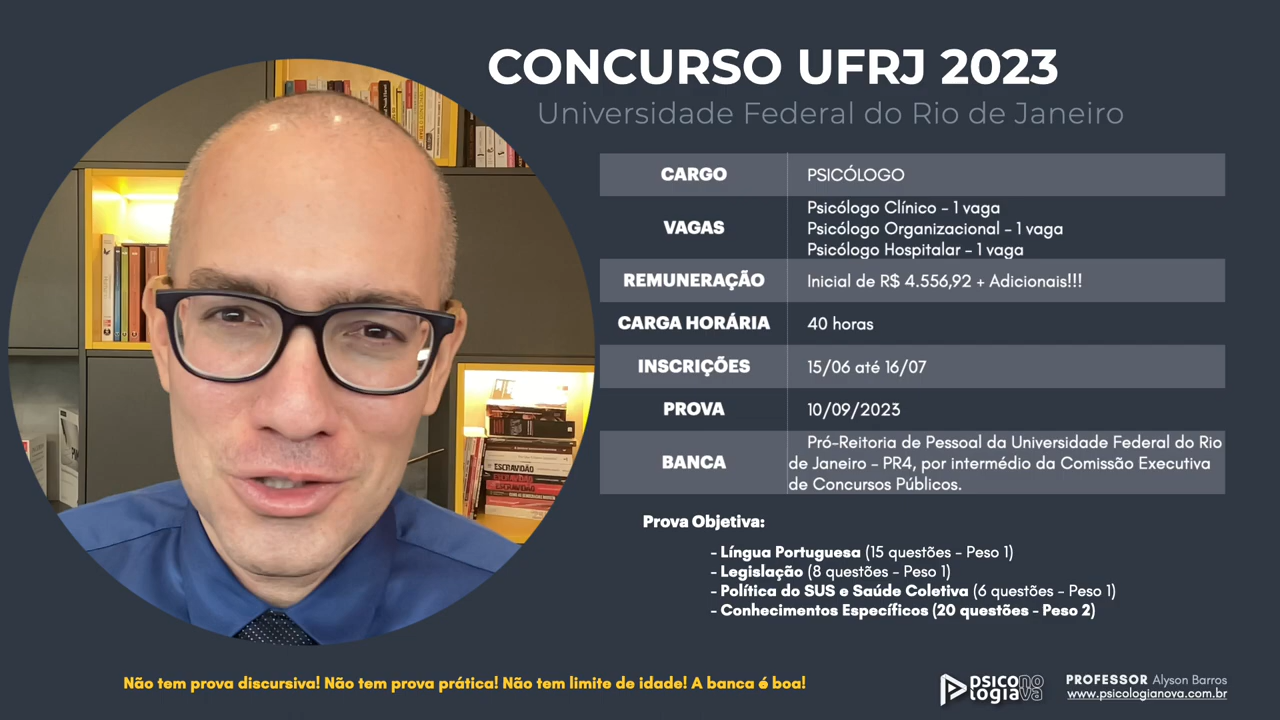 CONCURSO UFRJ 2023
Universidade Federal do Rio de Janeiro
CARGO PSICÓLOGO
VAGAS
Psicólogo Clínico - 1 vaga
Psicólogo Organizacional - 1 vaga
Psicólogo Hospitalar - 1 vaga
REMUNERAÇÃO Inicial de R$ 4.556,92 + Adicionais!!!
CARGA HORÁRIA 40 horas
INSCRIÇÕES 15/06 até 16/07
PROVA 10/09/2023
BANCA
Pró-Reitoria de Pessoal da Universidade Federal do Rio
de Janeiro - PR4, por intermédio da Comissão Executiva
de Concursos Públicos.
Prova Objetiva:
- Língua Portuguesa (15 questões - Peso 1)
- Legislação (8 questões - Peso 1)
- Política do SUS e Saúde Coletiva (6 questões - Peso 1)
- Conhecimentos Específicos (20 questões - Peso 2)
Não tem prova discursiva! Não tem prova prática! Não tem limite de idade! A banca é boa!
psicono
logiava
PROFESSOR Alyson Barros
www.psicologianova.com.br
ESCRAVIDÃO
ESCRAVIDÃO